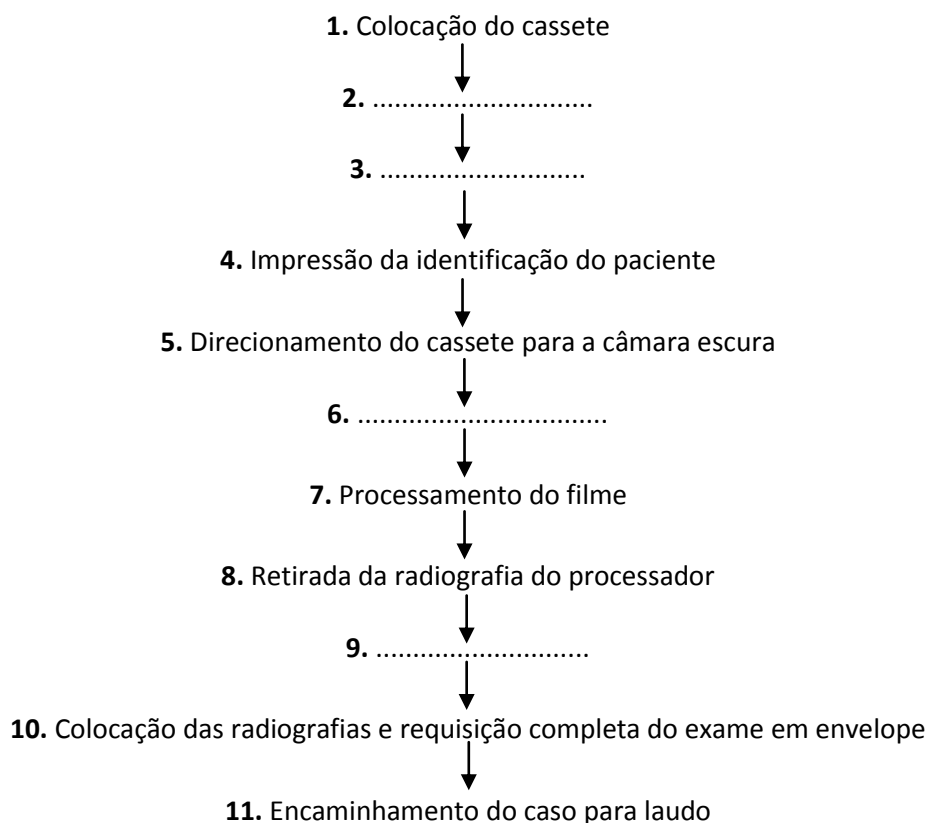 1. Colocação do cassete
2. ..............................
3. ............................
4. Impressão da identificação do paciente
5. Direcionamento do cassete para a câmara escura
6. ..................................
7. Processamento do filme
8. Retirada da radiografia do processador
9. .............................
10. Colocação das radiografias e requisição completa do exame em envelope
11. Encaminhamento do caso para laudo